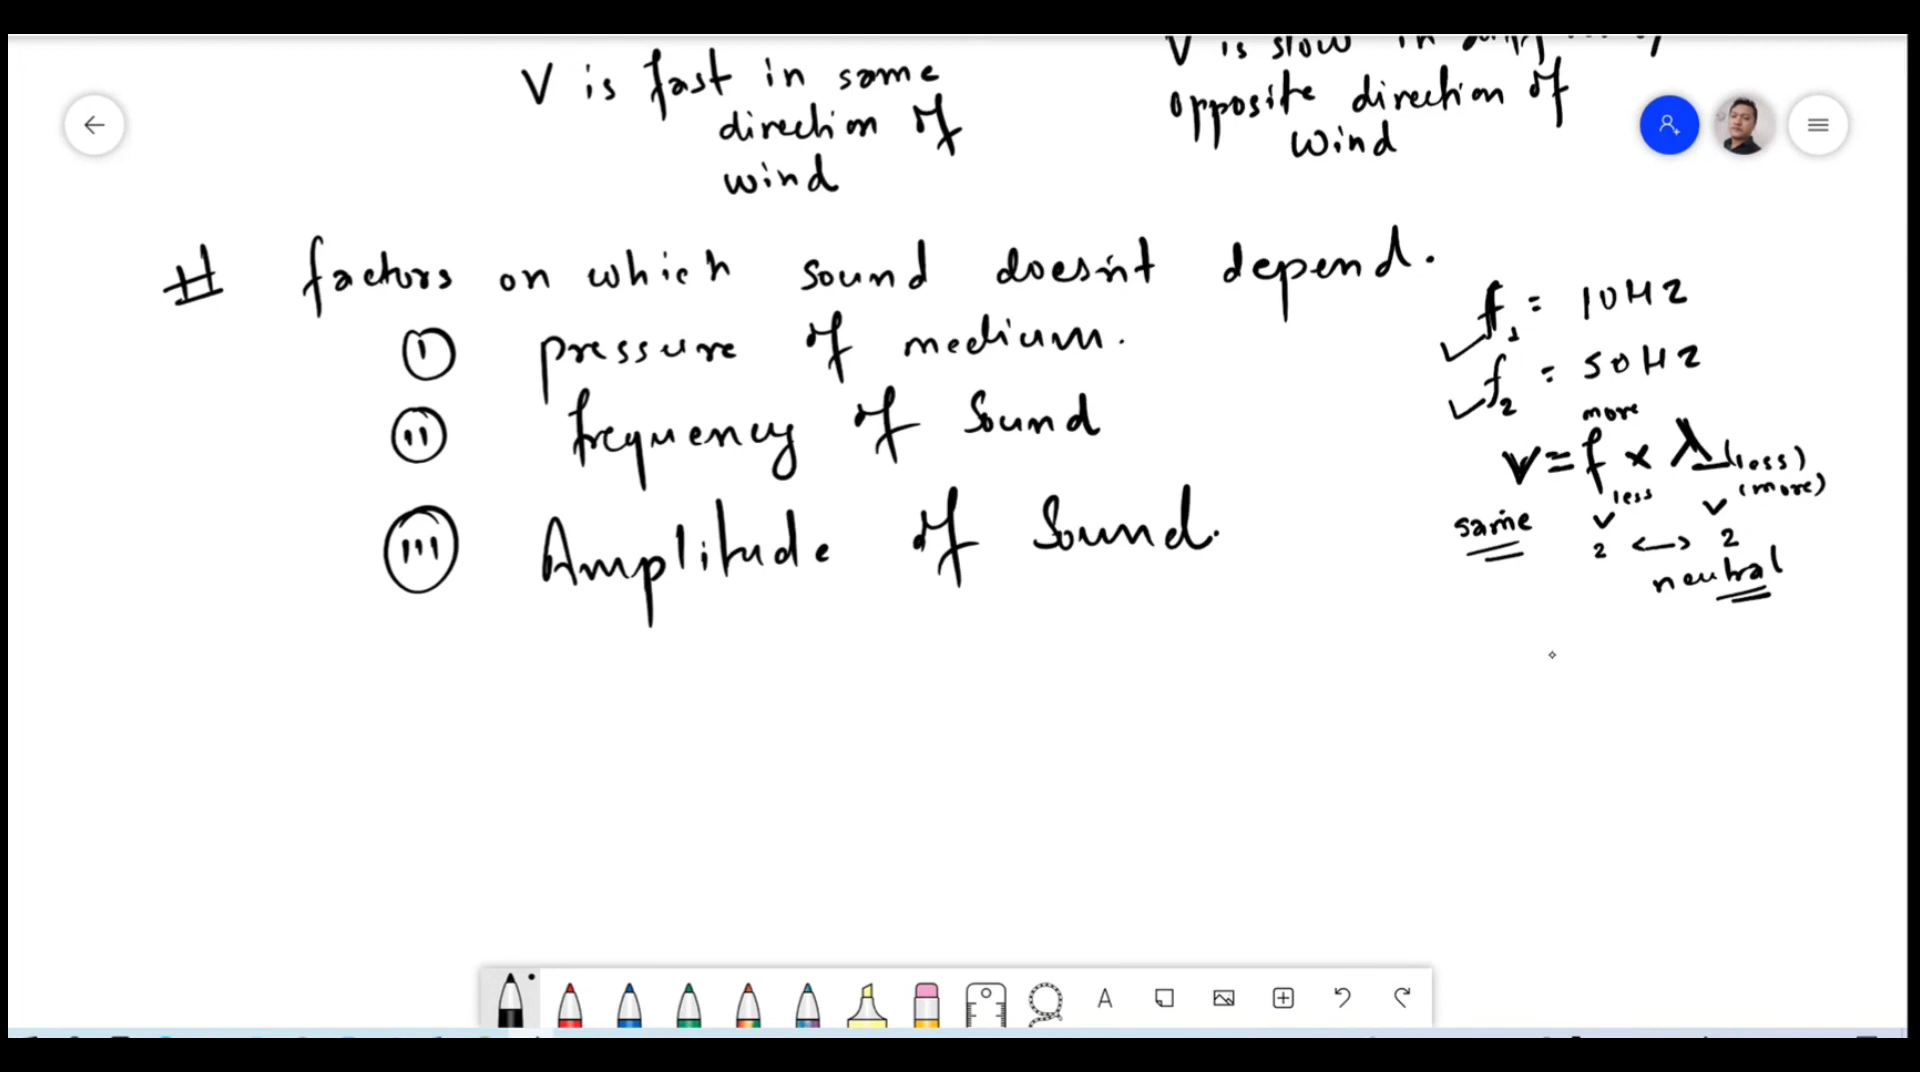 V is fast in same
direction of
wind
V is slow in
opposite direction of
wind
# factors on which sound doesn't depend.
(i) pressure of medium.
(ii) frequency of sound
(iii) Amplitude of sound.
f1 = 10Hz
f2 = 50Hz
more
v = f x λ (less)
less (more)
same
2 <-> 2
neutral
A